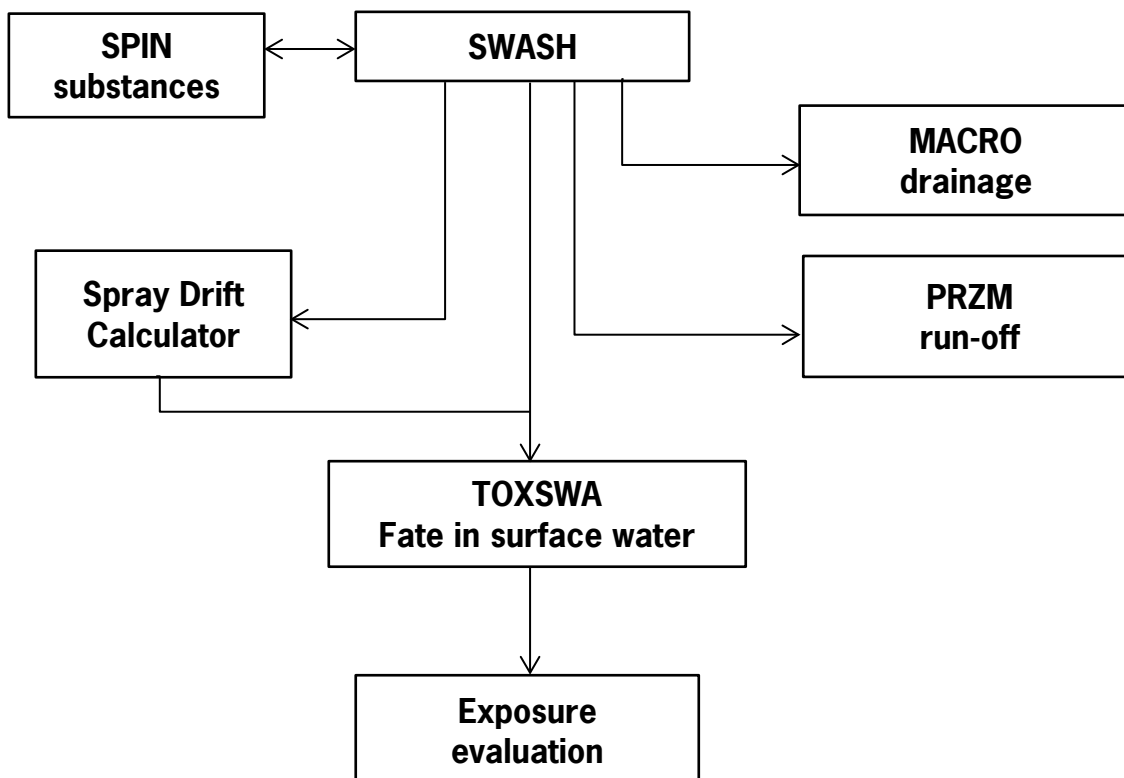 SPIN
substances
SWASH
MACRO
drainage
Spray Drift
Calculator
PRZM
run-off
TOXSWA
Fate in surface water
Exposure
evaluation